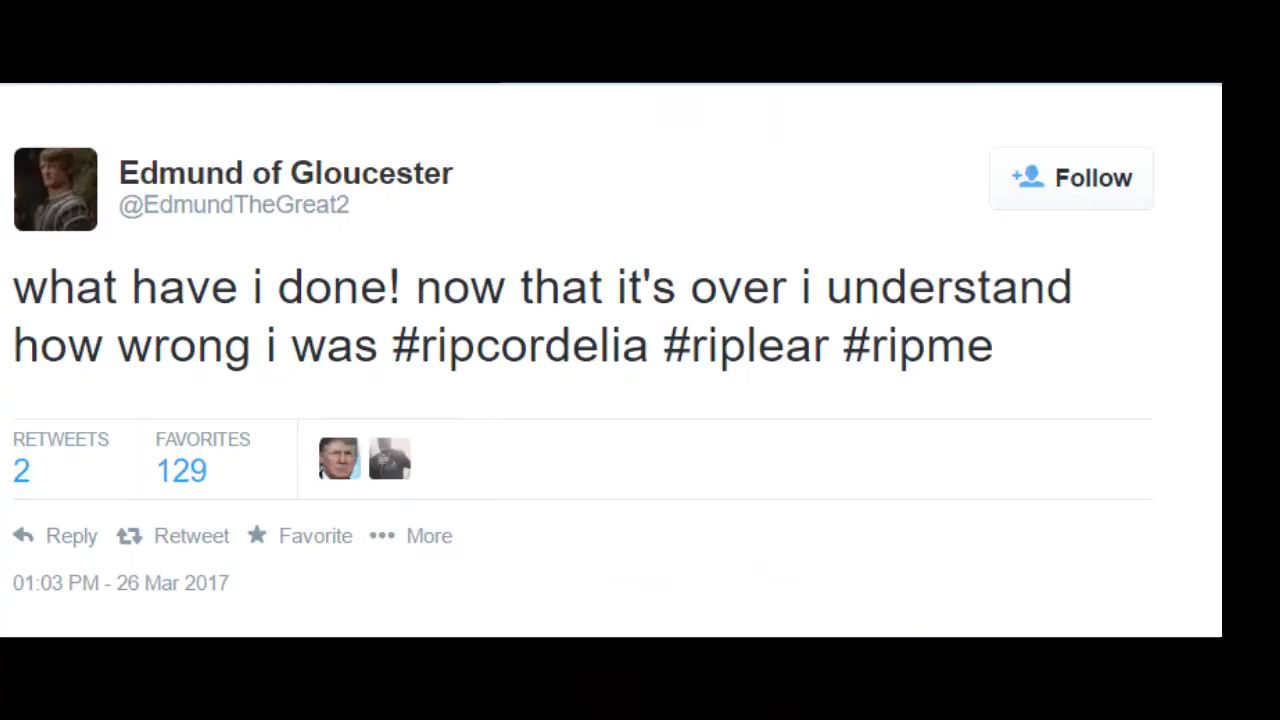 Edmund of Gloucester
@EdmundTheGreat2
Follow
what have i done! now that it's over i understand
how wrong i was #ripcordelia #riplear #ripme
RETWEETS FAVORITES
2 129
Reply Retweet Favorite More
01:03 PM - 26 Mar 2017